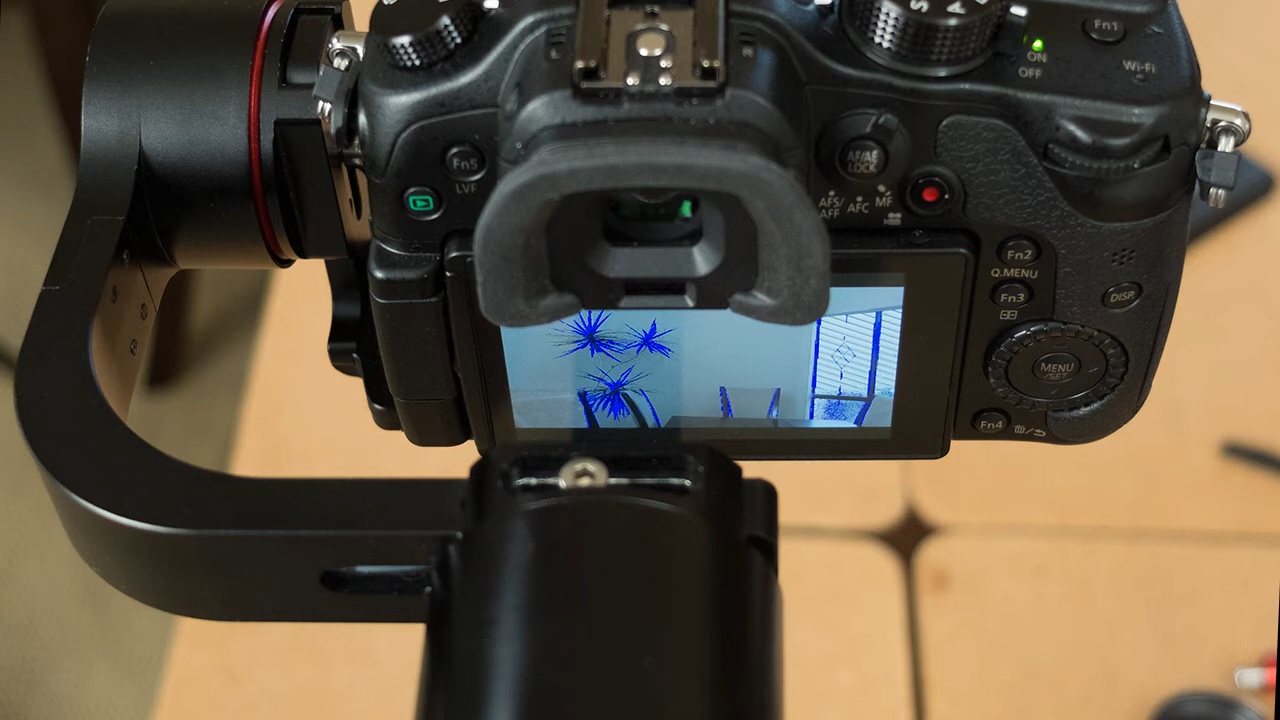 S A
Fn1
ON
OFF
Wi-Fi
Fn5
LVF
AF/AE
LOCK
AFS/
AFF AFC MF
Fn2
Q.MENU
Fn3
DISP.
MENU
/SET
Fn4